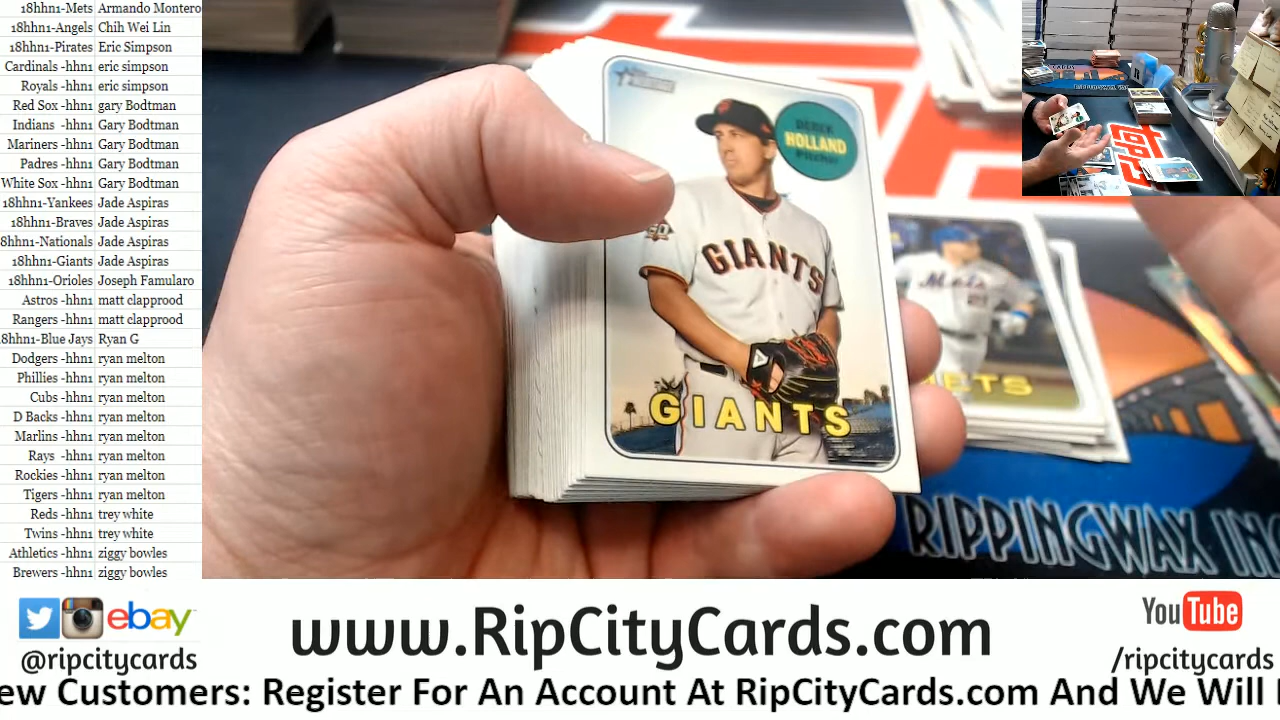 18hhn1-Mets Armando Montero
18hhn1-Angels Chih Wei Lin
18hhn1-Pirates Eric Simpson
Cardinals -hhn1 eric simpson
Royals -hhn1 eric simpson
Red Sox -hhn1 gary Bodtman
Indians -hhn1 Gary Bodtman
Mariners -hhn1 Gary Bodtman
Padres -hhn1 Gary Bodtman
White Sox -hhn1 Gary Bodtman
18hhn1-Yankees Jade Aspiras
18hhn1-Braves Jade Aspiras
8hhn1-Nationals Jade Aspiras
18hhn1-Giants Jade Aspiras
18hhn1-Orioles Joseph Famularo
Astros -hhn1 matt clapprood
Rangers -hhn1 matt clapprood
8hhn1-Blue Jays Ryan G
Dodgers -hhn1 ryan melton
Phillies -hhn1 ryan melton
Cubs -hhn1 ryan melton
D Backs -hhn1 ryan melton
Marlins -hhn1 ryan melton
Rays -hhn1 ryan melton
Rockies -hhn1 ryan melton
Tigers -hhn1 ryan melton
Reds -hhn1 trey white
Twins -hhn1 trey white
Athletics -hhn1 ziggy bowles
Brewers -hhn1 ziggy bowles
DEREK
HOLLAND
Pitcher
GIANTS
GIANTS
Mets
METS
RIPPINGWAX INC
topps
ebay
@ripcitycards
www.RipCityCards.com
YouTube
/ripcitycards
ew Customers: Register For An Account At RipCityCards.com And We Will